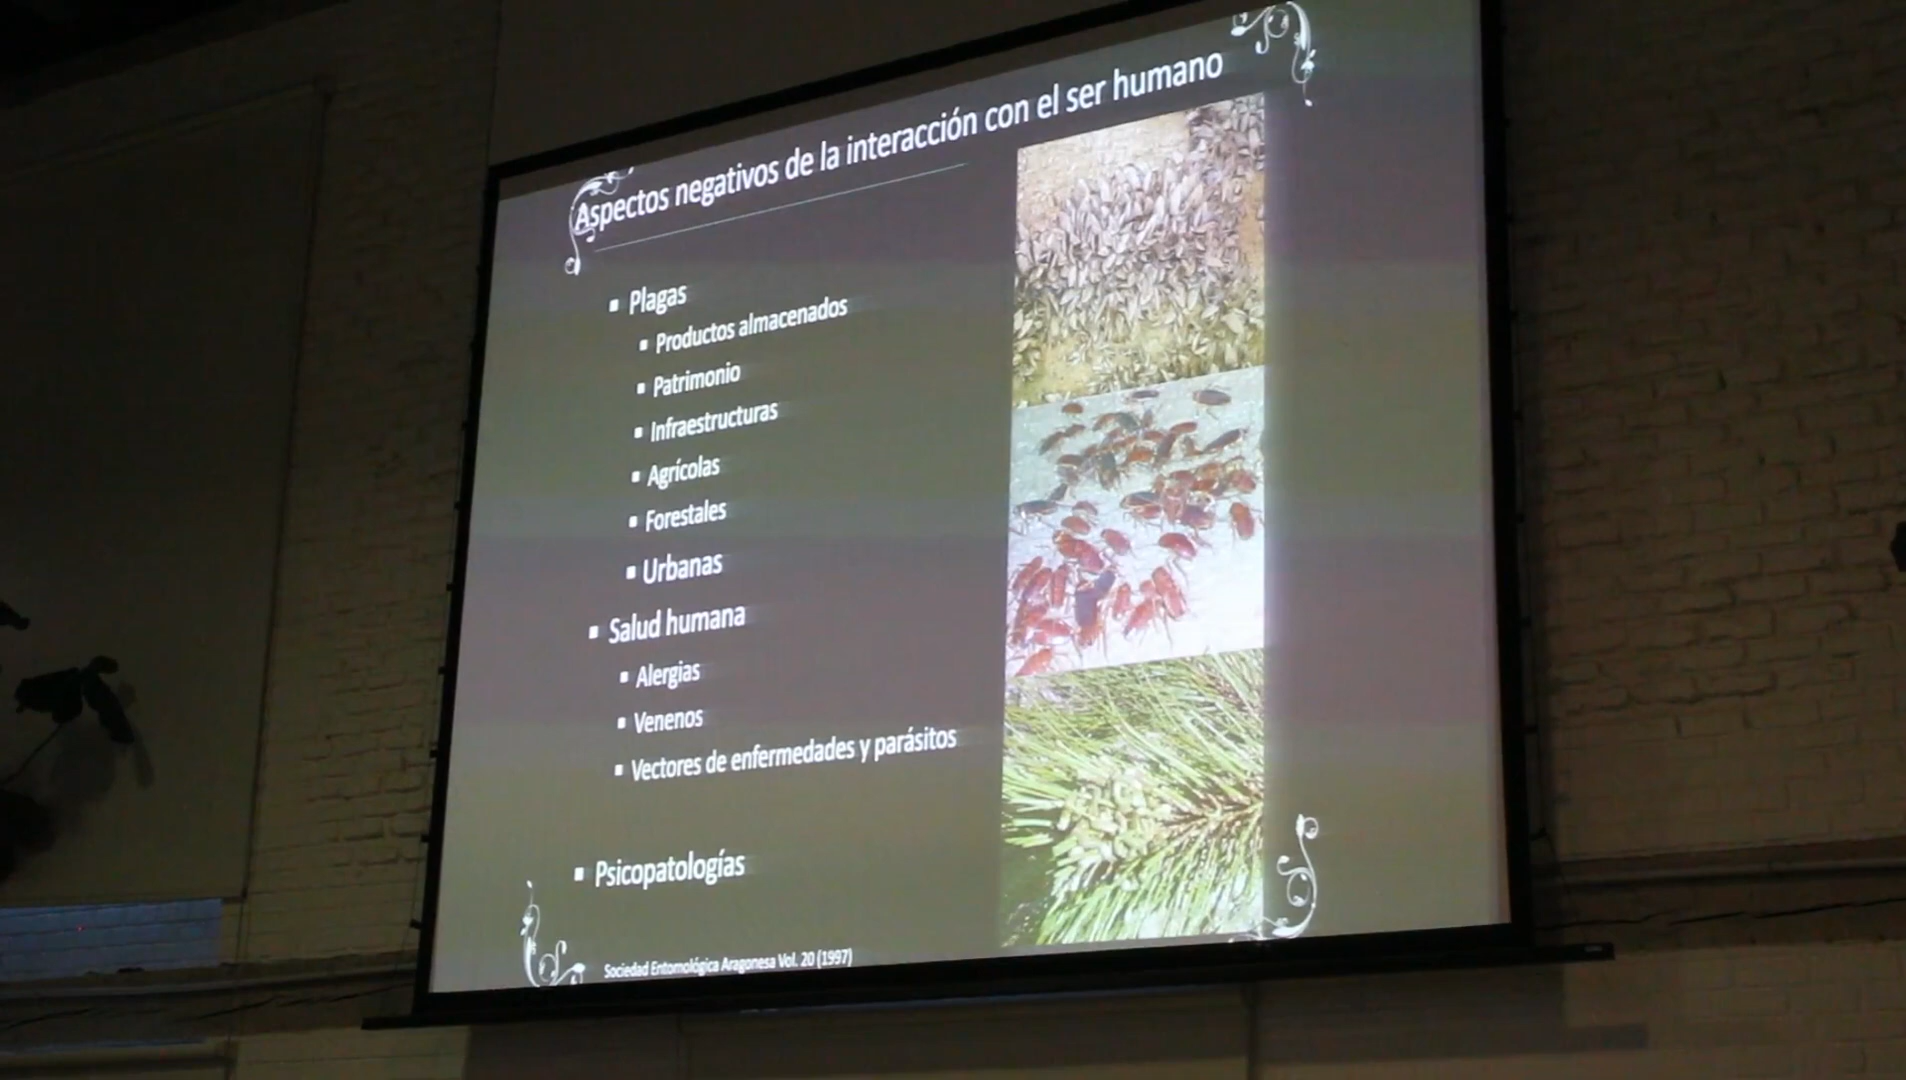 Aspectos negativos de la interacción con el ser humano
▪ Plagas
▪ Productos almacenados
▪ Patrimonio
▪ Infraestructuras
▪ Agrícolas
▪ Forestales
▪ Urbanas
▪ Salud humana
▪ Alergias
▪ Venenos
▪ Vectores de enfermedades y parásitos
▪ Psicopatologías
Sociedad Entomológica Aragonesa Vol. 20 (1997)